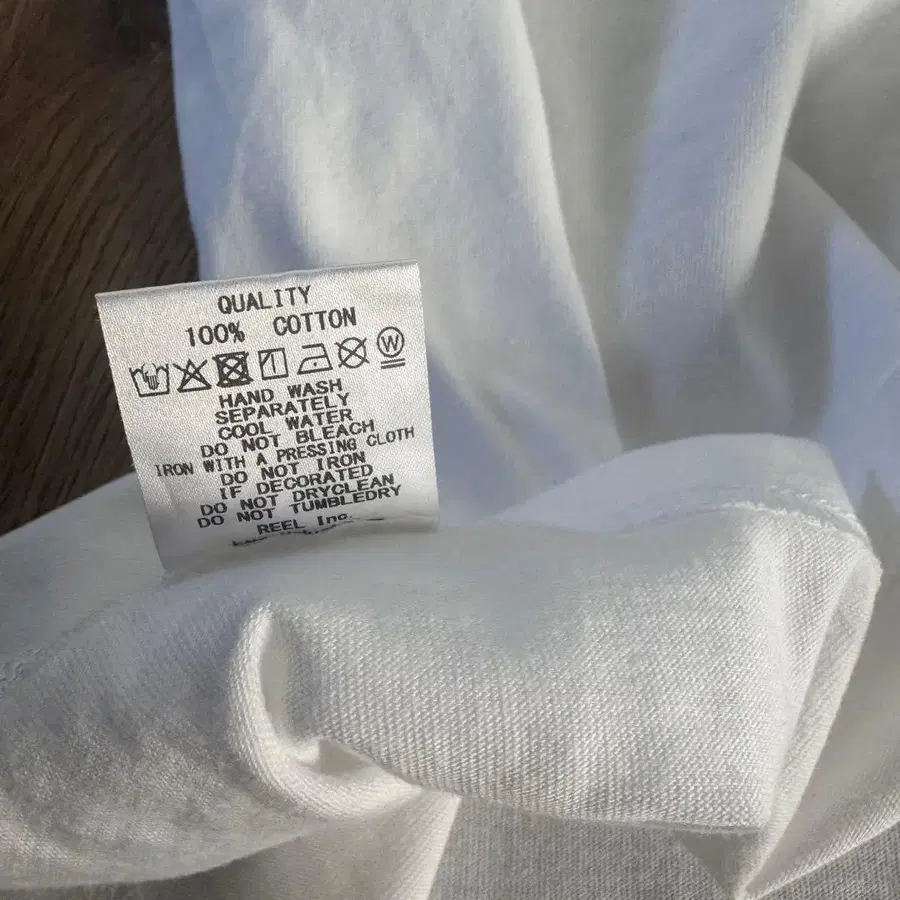 QUALITY
100% COTTON
W
HAND WASH
SEPARATELY
COOL WATER
DO NOT BLEACH
IRON WITH A PRESSING CLOTH
DO NOT IRON
IF DECORATED
DO NOT DRYCLEAN
DO NOT TUMBLEDRY
REEL Inc.